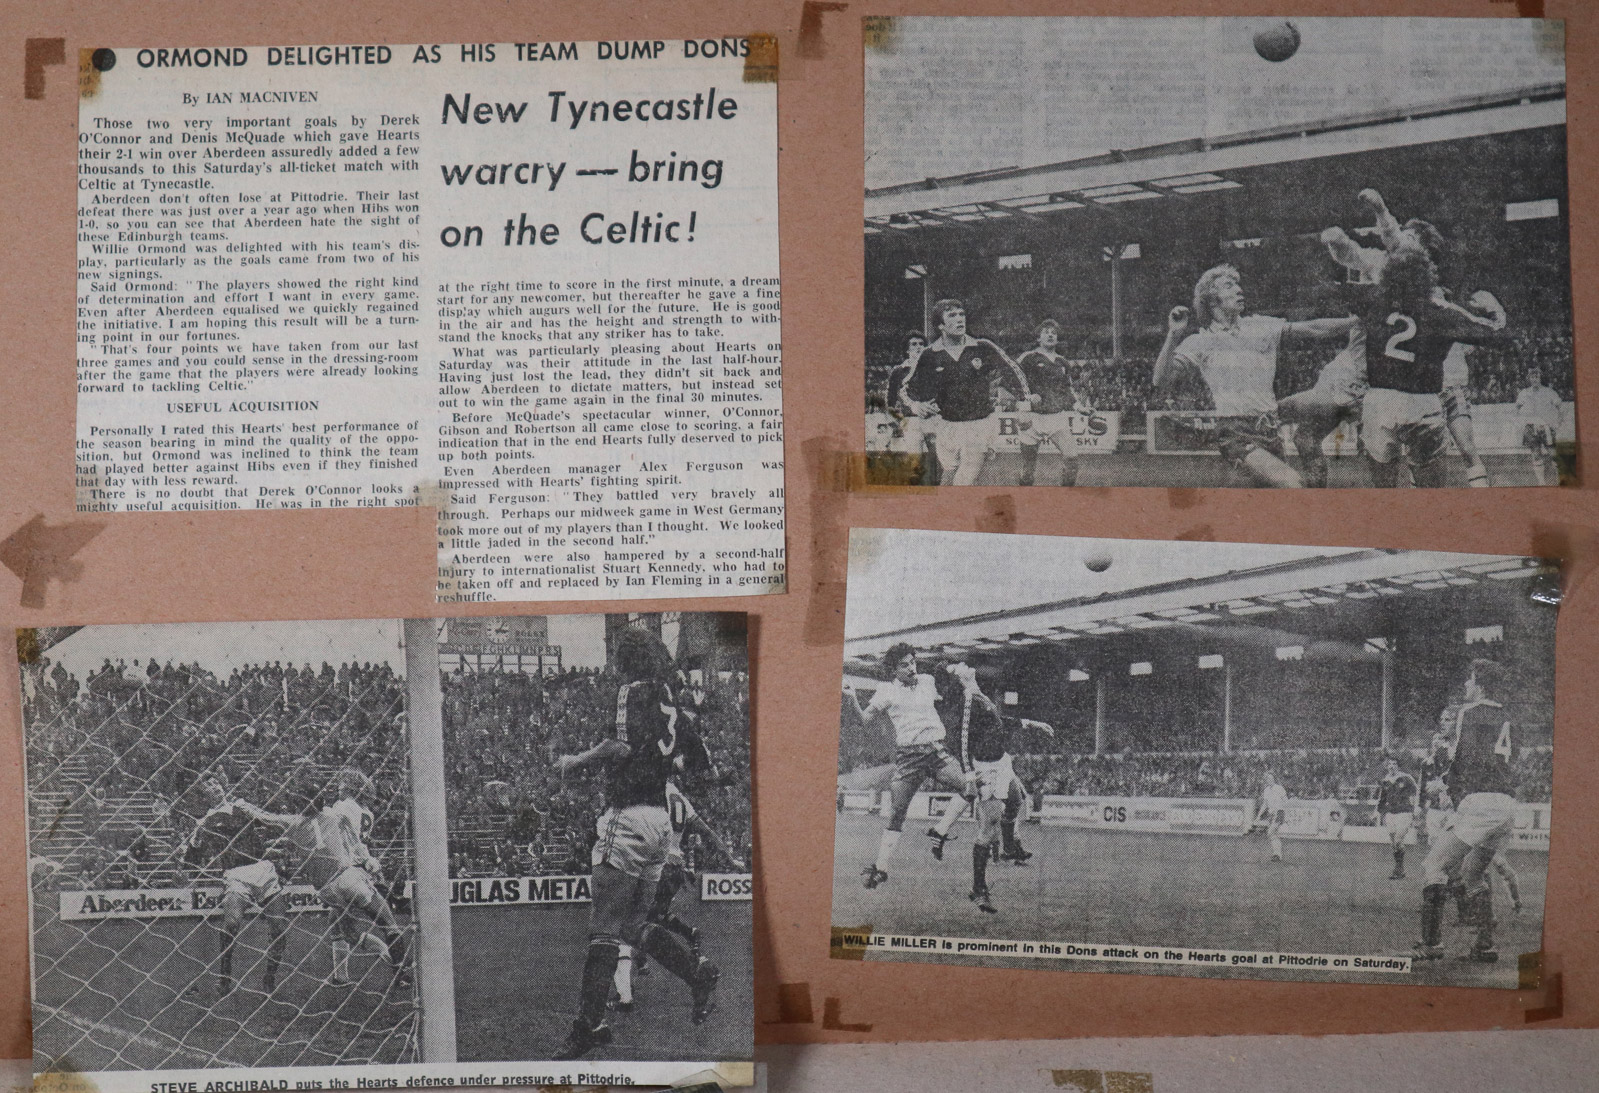 ● ORMOND DELIGHTED AS HIS TEAM DUMP DONS
By IAN MACNIVEN
Those two very important goals by Derek
O'Connor and Denis McQuade which gave Hearts
their 2-1 win over Aberdeen assuredly added a few
thousands to this Saturday's all-ticket match with
Celtic at Tynecastle.
Aberdeen don't often lose at Pittodrie. Their last
defeat there was just over a year ago when Hibs won
1-0, so you can see that Aberdeen hate the sight of
these Edinburgh teams.
Willie Ormond was delighted with his team's dis-
play, particularly as the goals came from two of his
new signings.
Said Ormond: "The players showed the right kind
of determination and effort I want in every game.
Even after Aberdeen equalised we quickly regained
the initiative. I am hoping this result will be a turn-
ing point in our fortunes.
"That's four points we have taken from our last
three games and you could sense in the dressing-room
after the game that the players were already looking
forward to tackling Celtic."
USEFUL ACQUISITION
Personally I rated this Hearts' best performance of
the season bearing in mind the quality of the oppo-
sition, but Ormond was inclined to think the team
had played better against Hibs even if they finished
that day with less reward.
There is no doubt that Derek O'Connor looks a
mighty useful acquisition. He was in the right spot
New Tynecastle
warcry — bring
on the Celtic!
at the right time to score in the first minute, a dream
start for any newcomer, but thereafter he gave a fine
display which augurs well for the future. He is good
in the air and has the height and strength to with-
stand the knocks that any striker has to take.
What was particularly pleasing about Hearts on
Saturday was their attitude in the last half-hour.
Having just lost the lead, they didn't sit back and
allow Aberdeen to dictate matters, but instead set
out to win the game again in the final 30 minutes.
Before McQuade's spectacular winner, O'Connor,
Gibson and Robertson all came close to scoring, a fair
indication that in the end Hearts fully deserved to pick
up both points.
Even Aberdeen manager Alex Ferguson was
impressed with Hearts' fighting spirit.
Said Ferguson: "They battled very bravely all
through. Perhaps our midweek game in West Germany
took more out of my players than I thought. We looked
a little jaded in the second half."
Aberdeen were also hampered by a second-half
injury to internationalist Stuart Kennedy, who had to
be taken off and replaced by Ian Fleming in a general
reshuffle.
2
SKY
4
CIS
WILLIE MILLER is prominent in this Dons attack on the Hearts goal at Pittodrie on Saturday.
ROLEX
3
8
Aberdeen
UGLAS META
ROSS
STEVE ARCHIBALD puts the Hearts defence under pressure at Pittodrie.